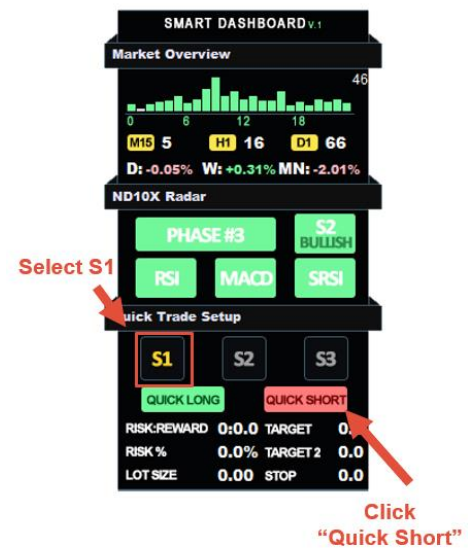 SMART DASHBOARD V.1
Market Overview
46
0 6 12 18
M15 5 H1 16 D1 66
D: -0.05% W: +0.31% MN: -2.01%
ND10X Radar
PHASE #3 S2
BULLISH
RSI MACD SRSI
Select S1
uick Trade Setup
S1 S2 S3
QUICK LONG QUICK SHORT
RISK:REWARD 0:0.0 TARGET 0.
RISK % 0.0% TARGET 2 0.0
LOT SIZE 0.00 STOP 0.0
Click
“Quick Short”